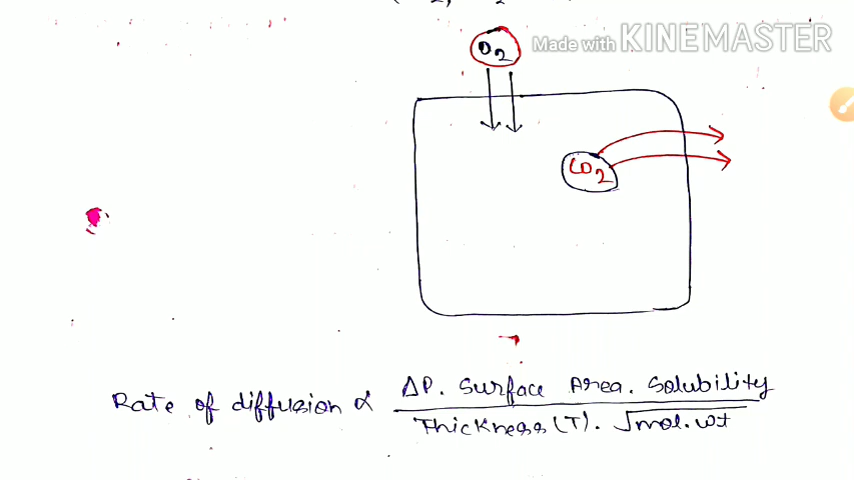 Made with KINEMASTER
O₂
CO₂
Rate of diffusion ∝ ΔP. Surface Area. Solubility
Thickness (T). √mol.wt